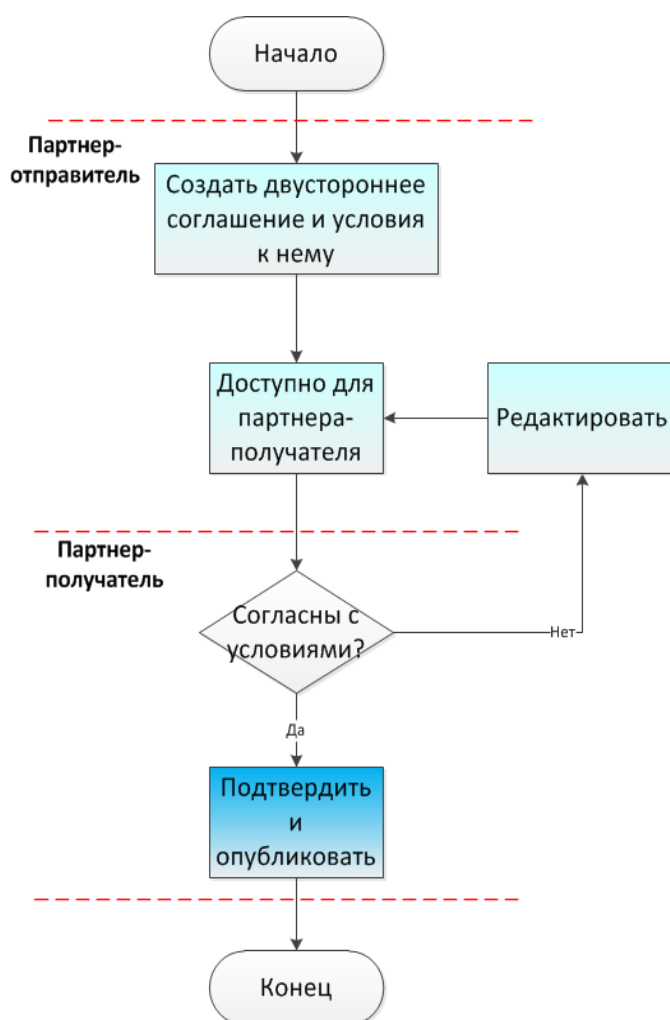 Начало
Партнер-
отправитель
Создать двустороннее
соглашение и условия
к нему
Доступно для
партнера-
получателя
Редактировать
Партнер-
получатель
Согласны с
условиями?
Нет
Да
Подтвердить
и
опубликовать
Конец